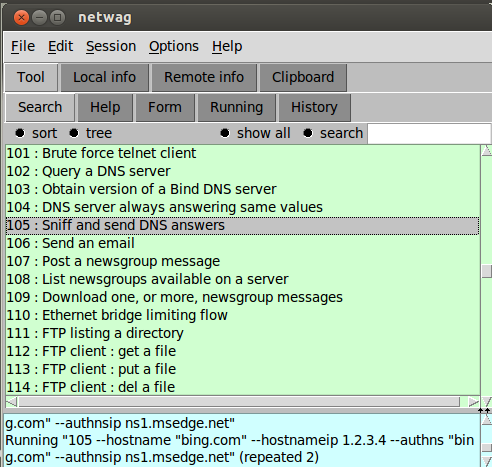 netwag
File Edit Session Options Help
Tool Local info Remote info Clipboard
Search Help Form Running History
sort tree show all search
101 : Brute force telnet client
102 : Query a DNS server
103 : Obtain version of a Bind DNS server
104 : DNS server always answering same values
105 : Sniff and send DNS answers
106 : Send an email
107 : Post a newsgroup message
108 : List newsgroups available on a server
109 : Download one, or more, newsgroup messages
110 : Ethernet bridge limiting flow
111 : FTP listing a directory
112 : FTP client : get a file
113 : FTP client : put a file
114 : FTP client : del a file
g.com" --authnsip ns1.msedge.net"
Running "105 --hostname "bing.com" --hostnameip 1.2.3.4 --authns "bin
g.com" --authnsip ns1.msedge.net" (repeated 2)